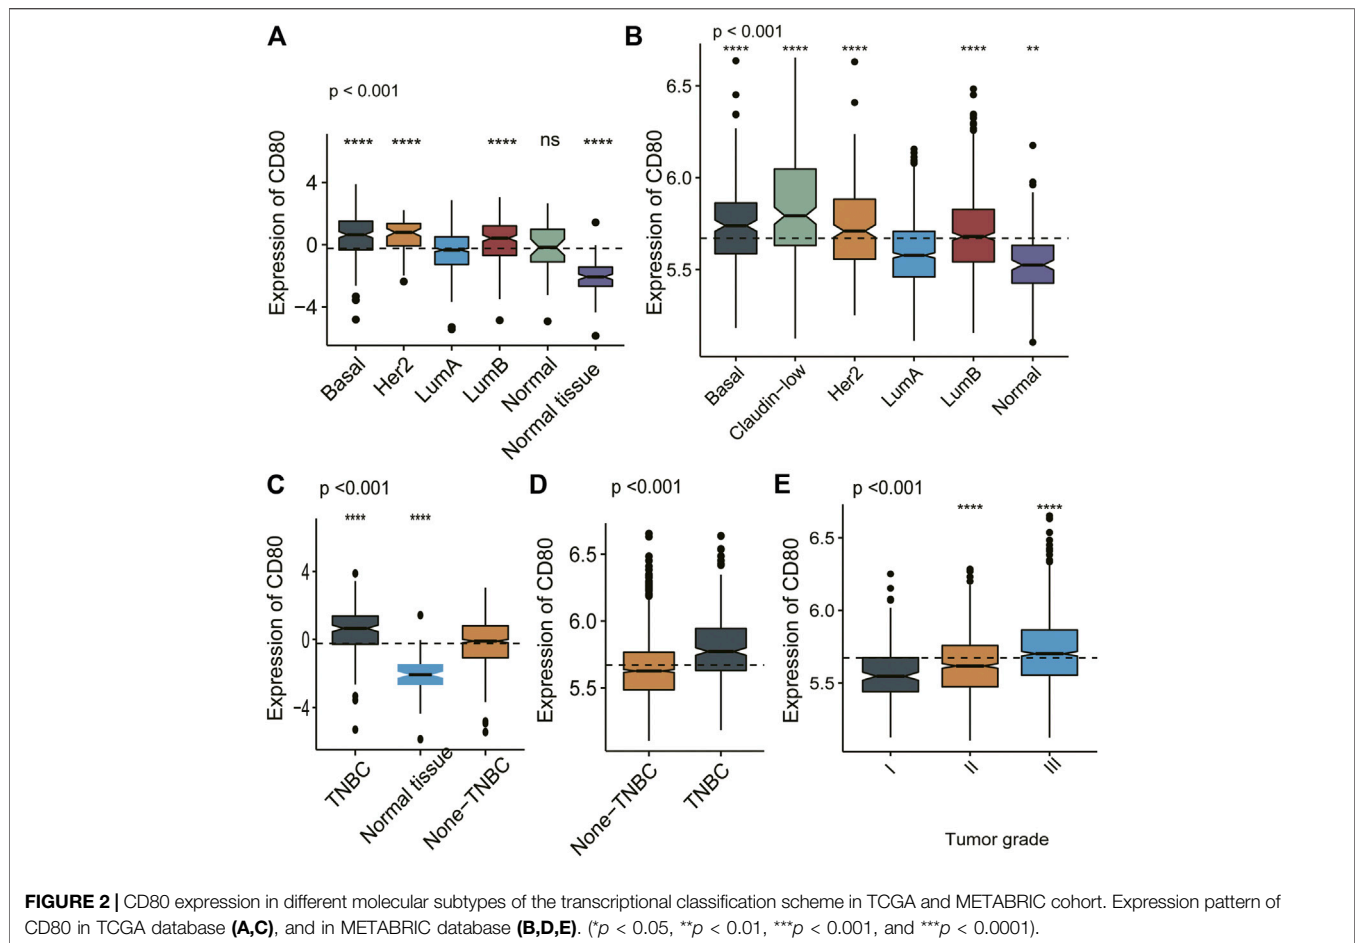 A
p < 0.001
Expression of CD80
**** **** **** ns ****
4
0
−4
Basal
Her2
LumA
LumB
Normal
Normal tissue
B
p < 0.001
Expression of CD80
**** **** **** **** **
6.5
6.0
5.5
Basal
Claudin−low
Her2
LumA
LumB
Normal
C
p <0.001
Expression of CD80
**** ****
4
0
−4
TNBC
Normal tissue
None−TNBC
D
p <0.001
Expression of CD80
6.5
6.0
5.5
None−TNBC
TNBC
E
p <0.001
Expression of CD80
**** ****
6.5
6.0
5.5
I
II
III
Tumor grade
FIGURE 2 | CD80 expression in different molecular subtypes of the transcriptional classification scheme in TCGA and METABRIC cohort. Expression pattern of
CD80 in TCGA database (A,C), and in METABRIC database (B,D,E). (*p < 0.05, **p < 0.01, ***p < 0.001, and ***p < 0.0001).